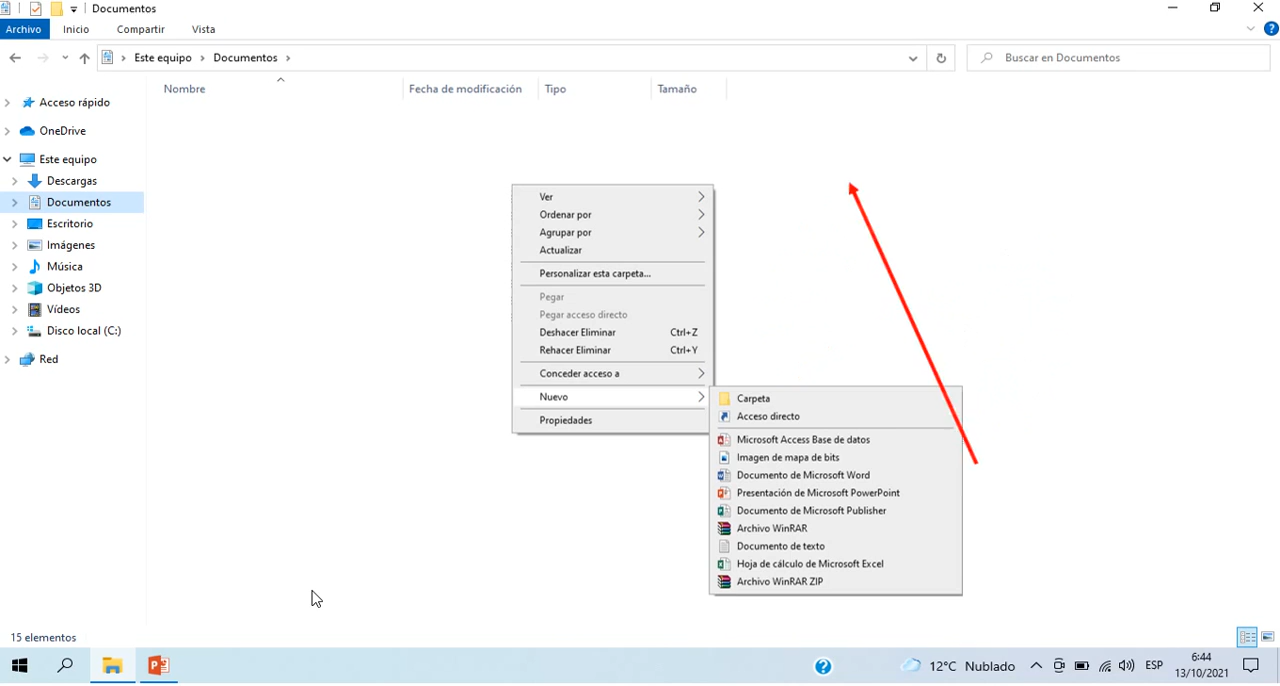 Documentos
Archivo Inicio Compartir Vista
Este equipo Documentos
Buscar en Documentos
Nombre Fecha de modificación Tipo Tamaño
Acceso rápido
OneDrive
Este equipo
Descargas
Documentos
Escritorio
Imágenes
Música
Objetos 3D
Vídeos
Disco local (C:)
Red
Ver
Ordenar por
Agrupar por
Actualizar
Personalizar esta carpeta...
Pegar
Pegar acceso directo
Deshacer Eliminar Ctrl+Z
Rehacer Eliminar Ctrl+Y
Conceder acceso a
Nuevo
Propiedades
Carpeta
Acceso directo
Microsoft Access Base de datos
Imagen de mapa de bits
Documento de Microsoft Word
Presentación de Microsoft PowerPoint
Documento de Microsoft Publisher
Archivo WinRAR
Documento de texto
Hoja de cálculo de Microsoft Excel
Archivo WinRAR ZIP
15 elementos
12°C Nublado
ESP
6:44
13/10/2021